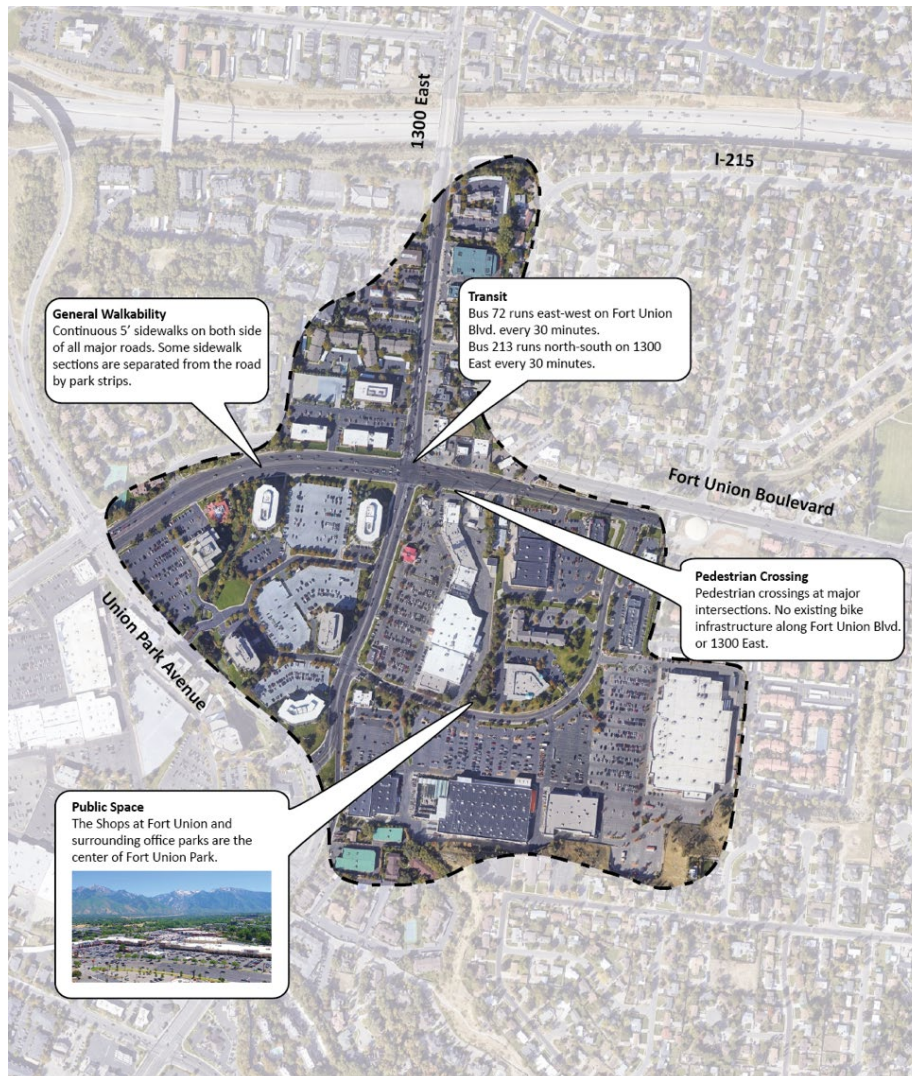 1300 East
I-215
General Walkability
Continuous 5’ sidewalks on both side
of all major roads. Some sidewalk
sections are separated from the road
by park strips.
Transit
Bus 72 runs east-west on Fort Union
Blvd. every 30 minutes.
Bus 213 runs north-south on 1300
East every 30 minutes.
Fort Union Boulevard
Pedestrian Crossing
Pedestrian crossings at major
intersections. No existing bike
infrastructure along Fort Union Blvd.
or 1300 East.
Union Park Avenue
Public Space
The Shops at Fort Union and
surrounding office parks are the
center of Fort Union Park.